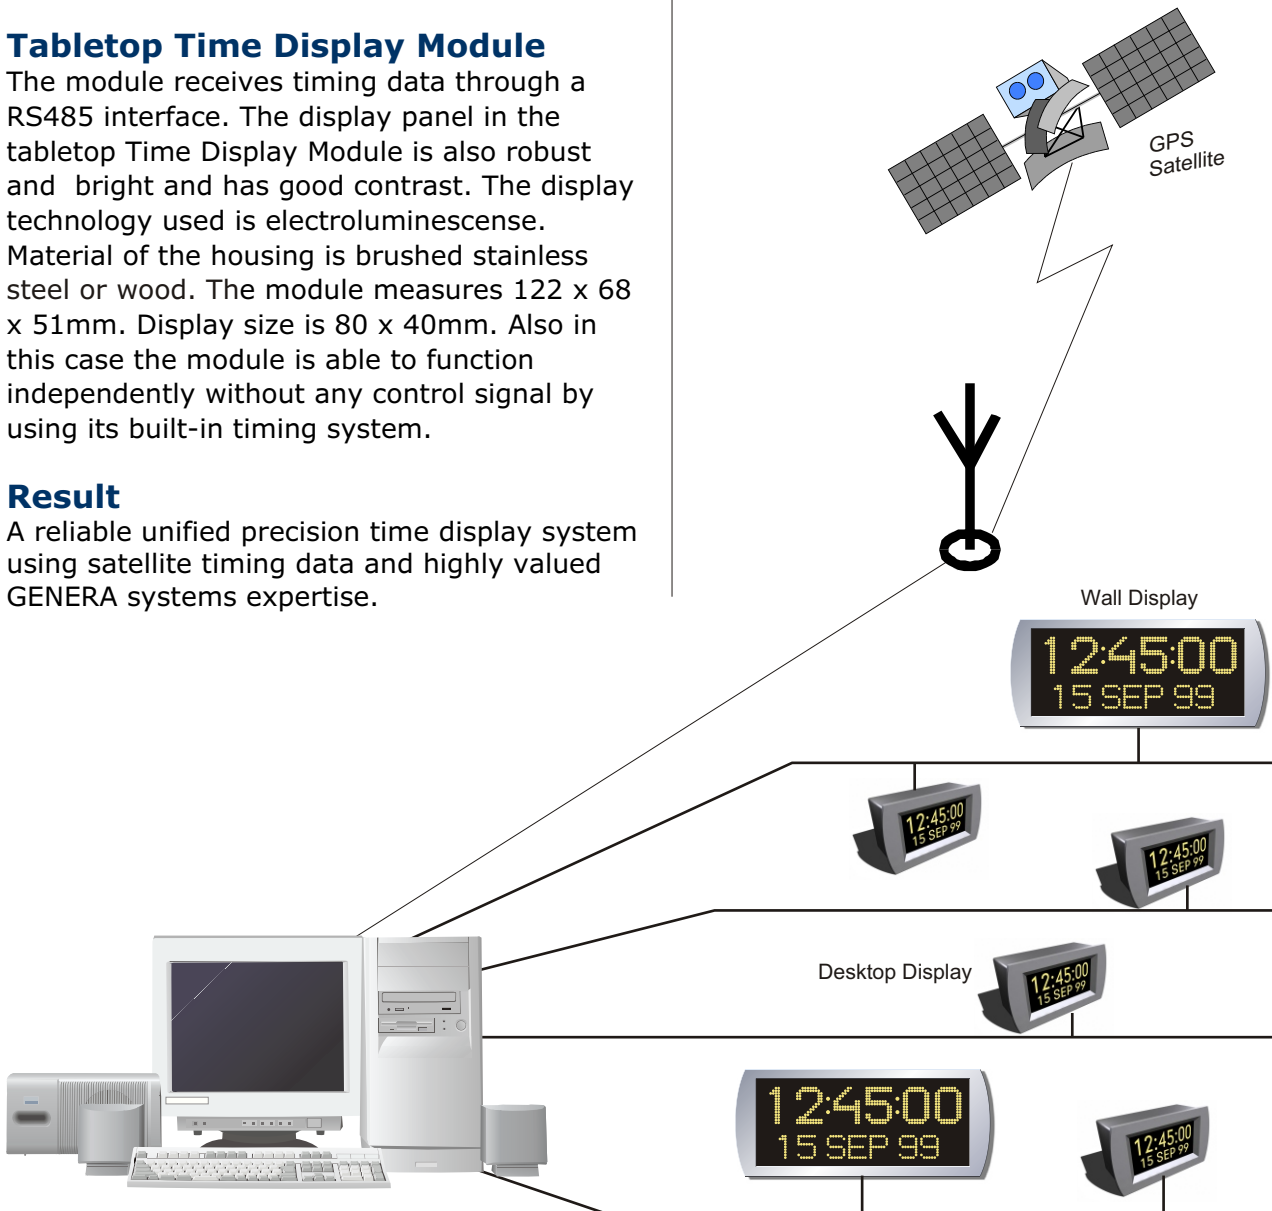 Tabletop Time Display Module
The module receives timing data through a
RS485 interface. The display panel in the
tabletop Time Display Module is also robust
and  bright and has good contrast. The display
technology used is electroluminescense.
Material of the housing is brushed stainless
steel or wood. The module measures 122 x 68
x 51mm. Display size is 80 x 40mm. Also in
this case the module is able to function
independently without any control signal by
using its built-in timing system.
Result
A reliable unified precision time display system
using satellite timing data and highly valued
GENERA systems expertise.
GPS
Satellite
Wall Display
12:45:00
15 SEP 99
12:45:00
15 SEP 99
12:45:00
15 SEP 99
Desktop Display
12:45:00
15 SEP 99
12:45:00
15 SEP 99
12:45:00
15 SEP 99